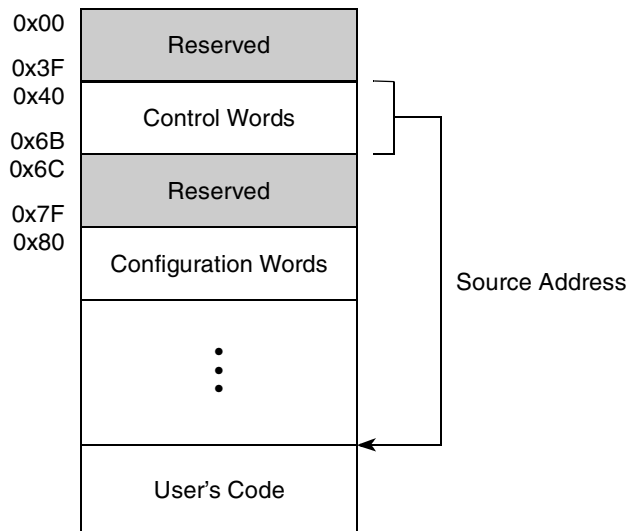 0x00
Reserved
0x3F
0x40
Control Words
0x6B
0x6C
Reserved
0x7F
0x80
Configuration Words
Source Address
User's Code